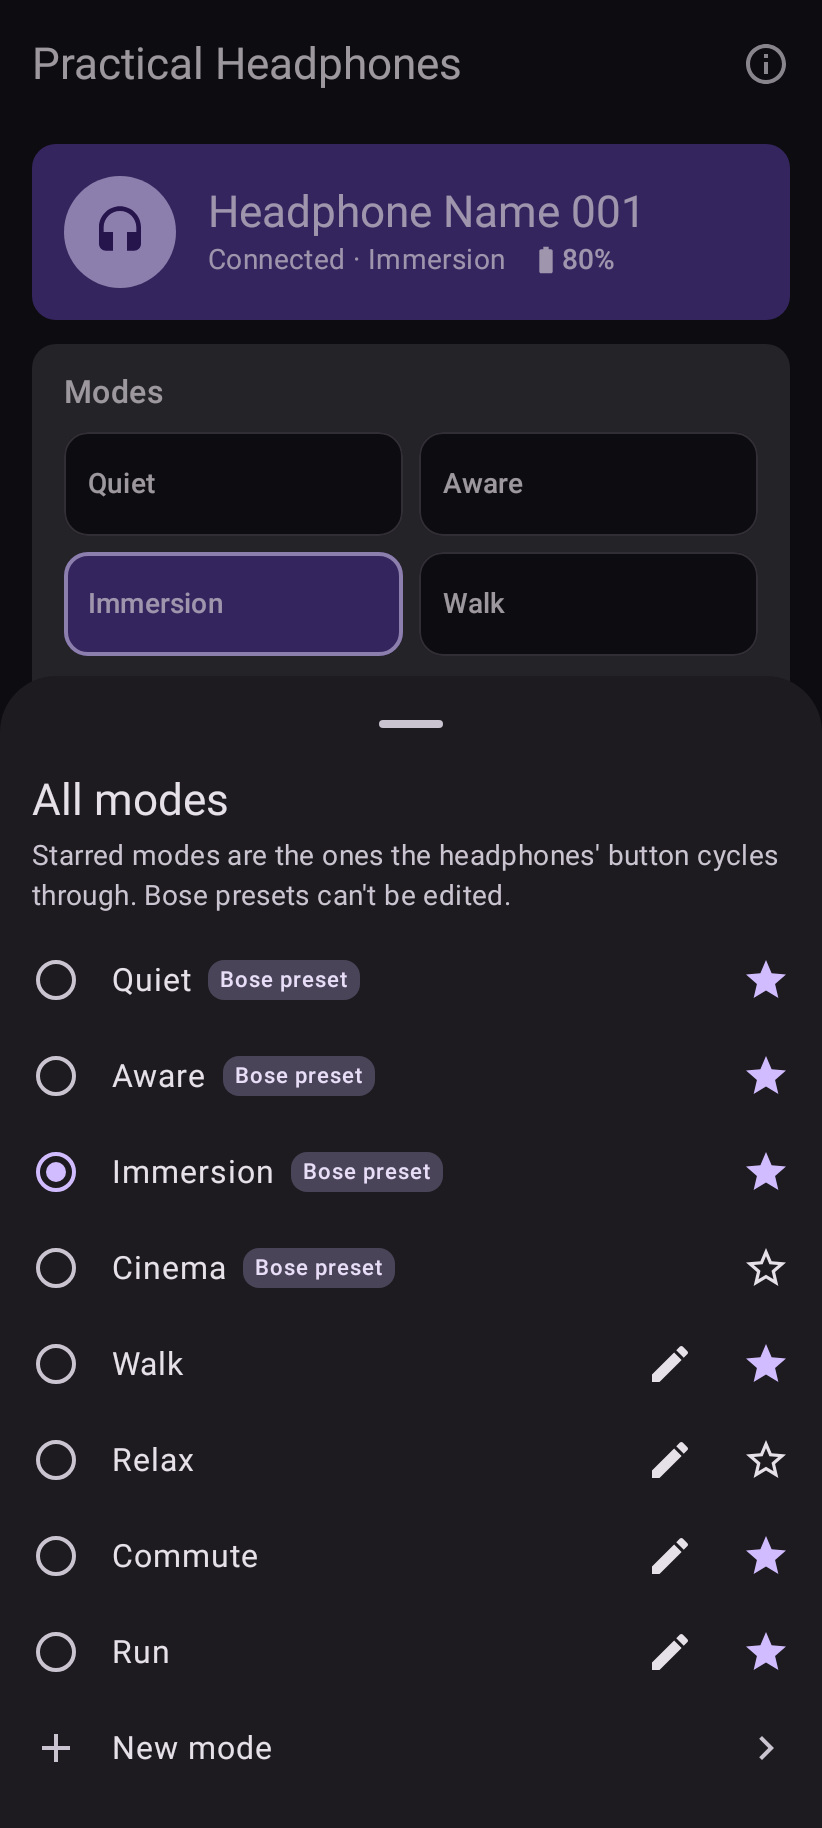 Practical Headphones
Headphone Name 001
Connected · Immersion 80%
Modes
Quiet Aware
Immersion Walk
All modes
Starred modes are the ones the headphones' button cycles
through. Bose presets can't be edited.
Quiet Bose preset
Aware Bose preset
Immersion Bose preset
Cinema Bose preset
Walk
Relax
Commute
Run
New mode